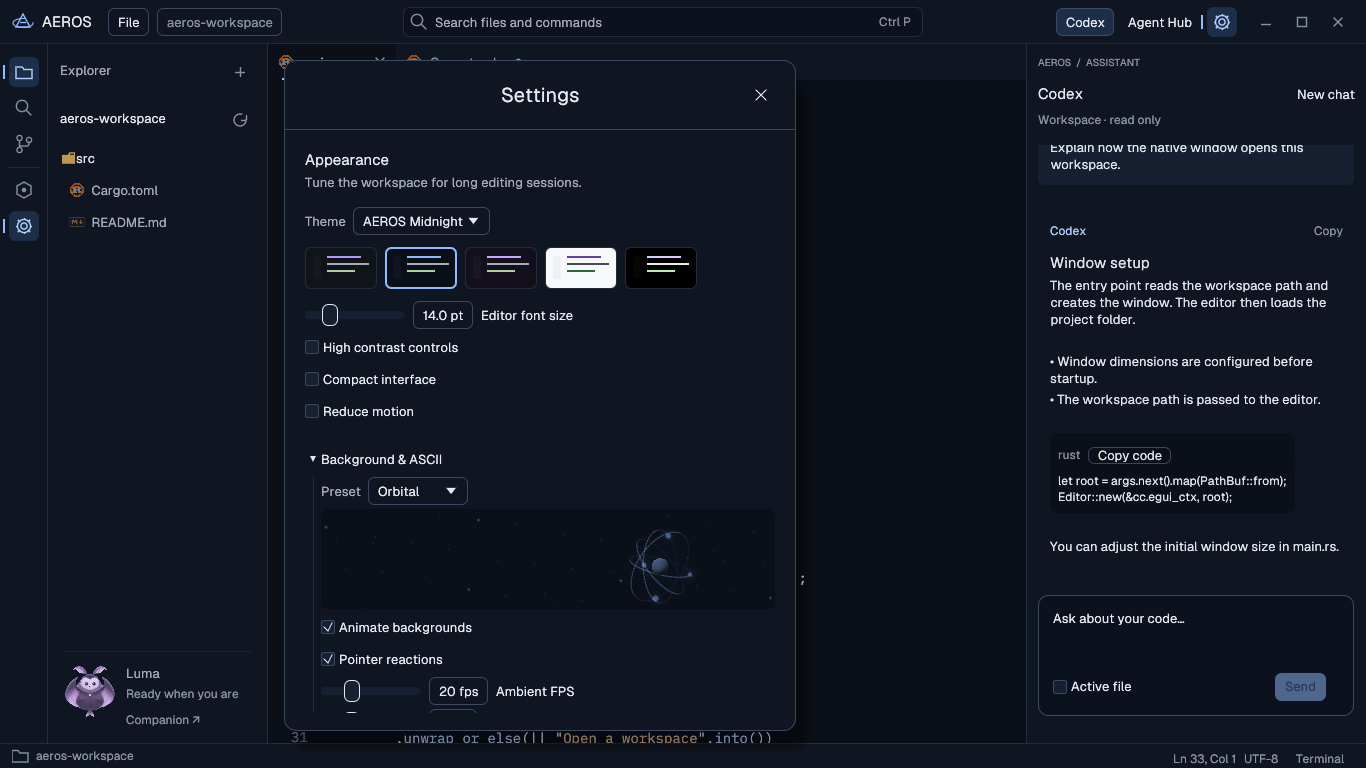 AEROS
File
aeros-workspace
Search files and commands
Ctrl P
Codex
Agent Hub
Explorer
aeros-workspace
src
Cargo.toml
README.md
Luma
Ready when you are
Companion ↗
Settings
Appearance
Tune the workspace for long editing sessions.
Theme
AEROS Midnight
14.0 pt
Editor font size
High contrast controls
Compact interface
Reduce motion
Background & ASCII
Preset
Orbital
Animate backgrounds
Pointer reactions
20 fps
Ambient FPS
;
31
.unwrap_or_else(|| "Open a workspace".into())
AEROS / ASSISTANT
Codex
New chat
Workspace · read only
Explain how the native window opens this
workspace.
Codex
Copy
Window setup
The entry point reads the workspace path and
creates the window. The editor then loads the
project folder.
• Window dimensions are configured before
startup.
• The workspace path is passed to the editor.
rust
Copy code
let root = args.next().map(PathBuf::from);
Editor::new(&cc.egui_ctx, root);
You can adjust the initial window size in main.rs.
Ask about your code…
Active file
Send
aeros-workspace
Ln 33, Col 1
UTF-8
Terminal